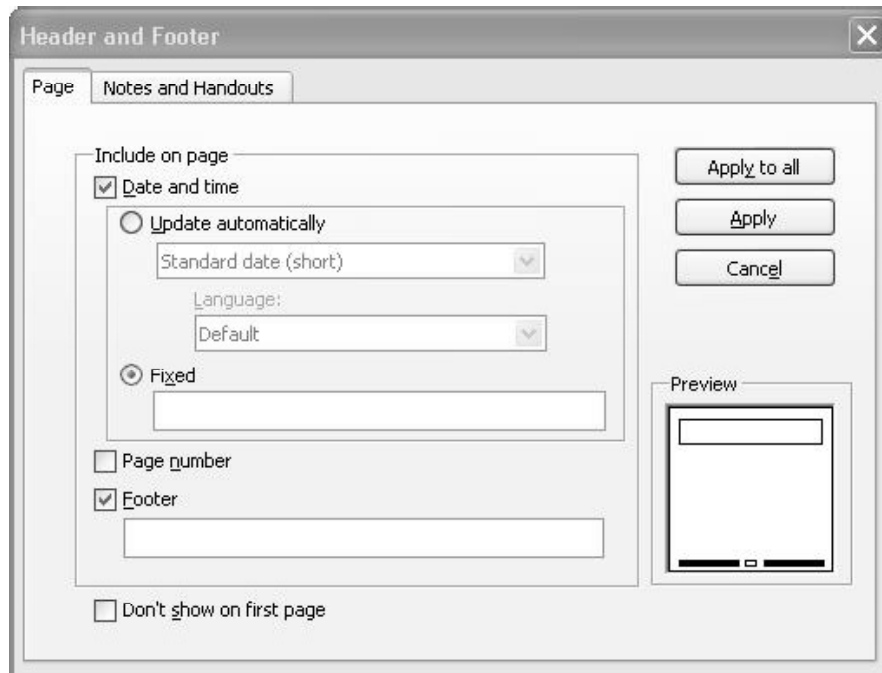 Header and Footer
Page
Notes and Handouts
Include on page
Date and time
Update automatically
Standard date (short)
Language:
Default
Fixed
Page number
Footer
Don't show on first page
Apply to all
Apply
Cancel
Preview